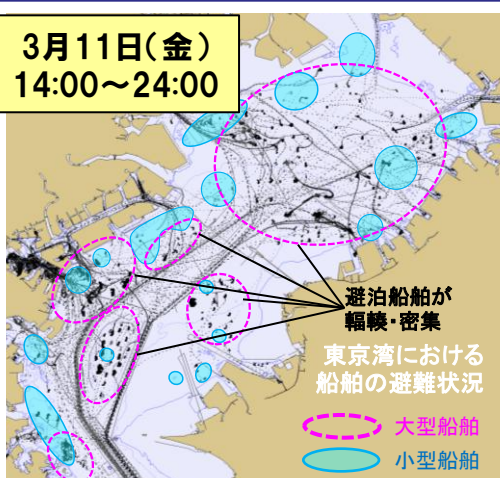 3月11日(金)
14:00～24:00
避泊船舶が
輻輳・密集
東京湾における
船舶の避難状況
大型船舶
小型船舶